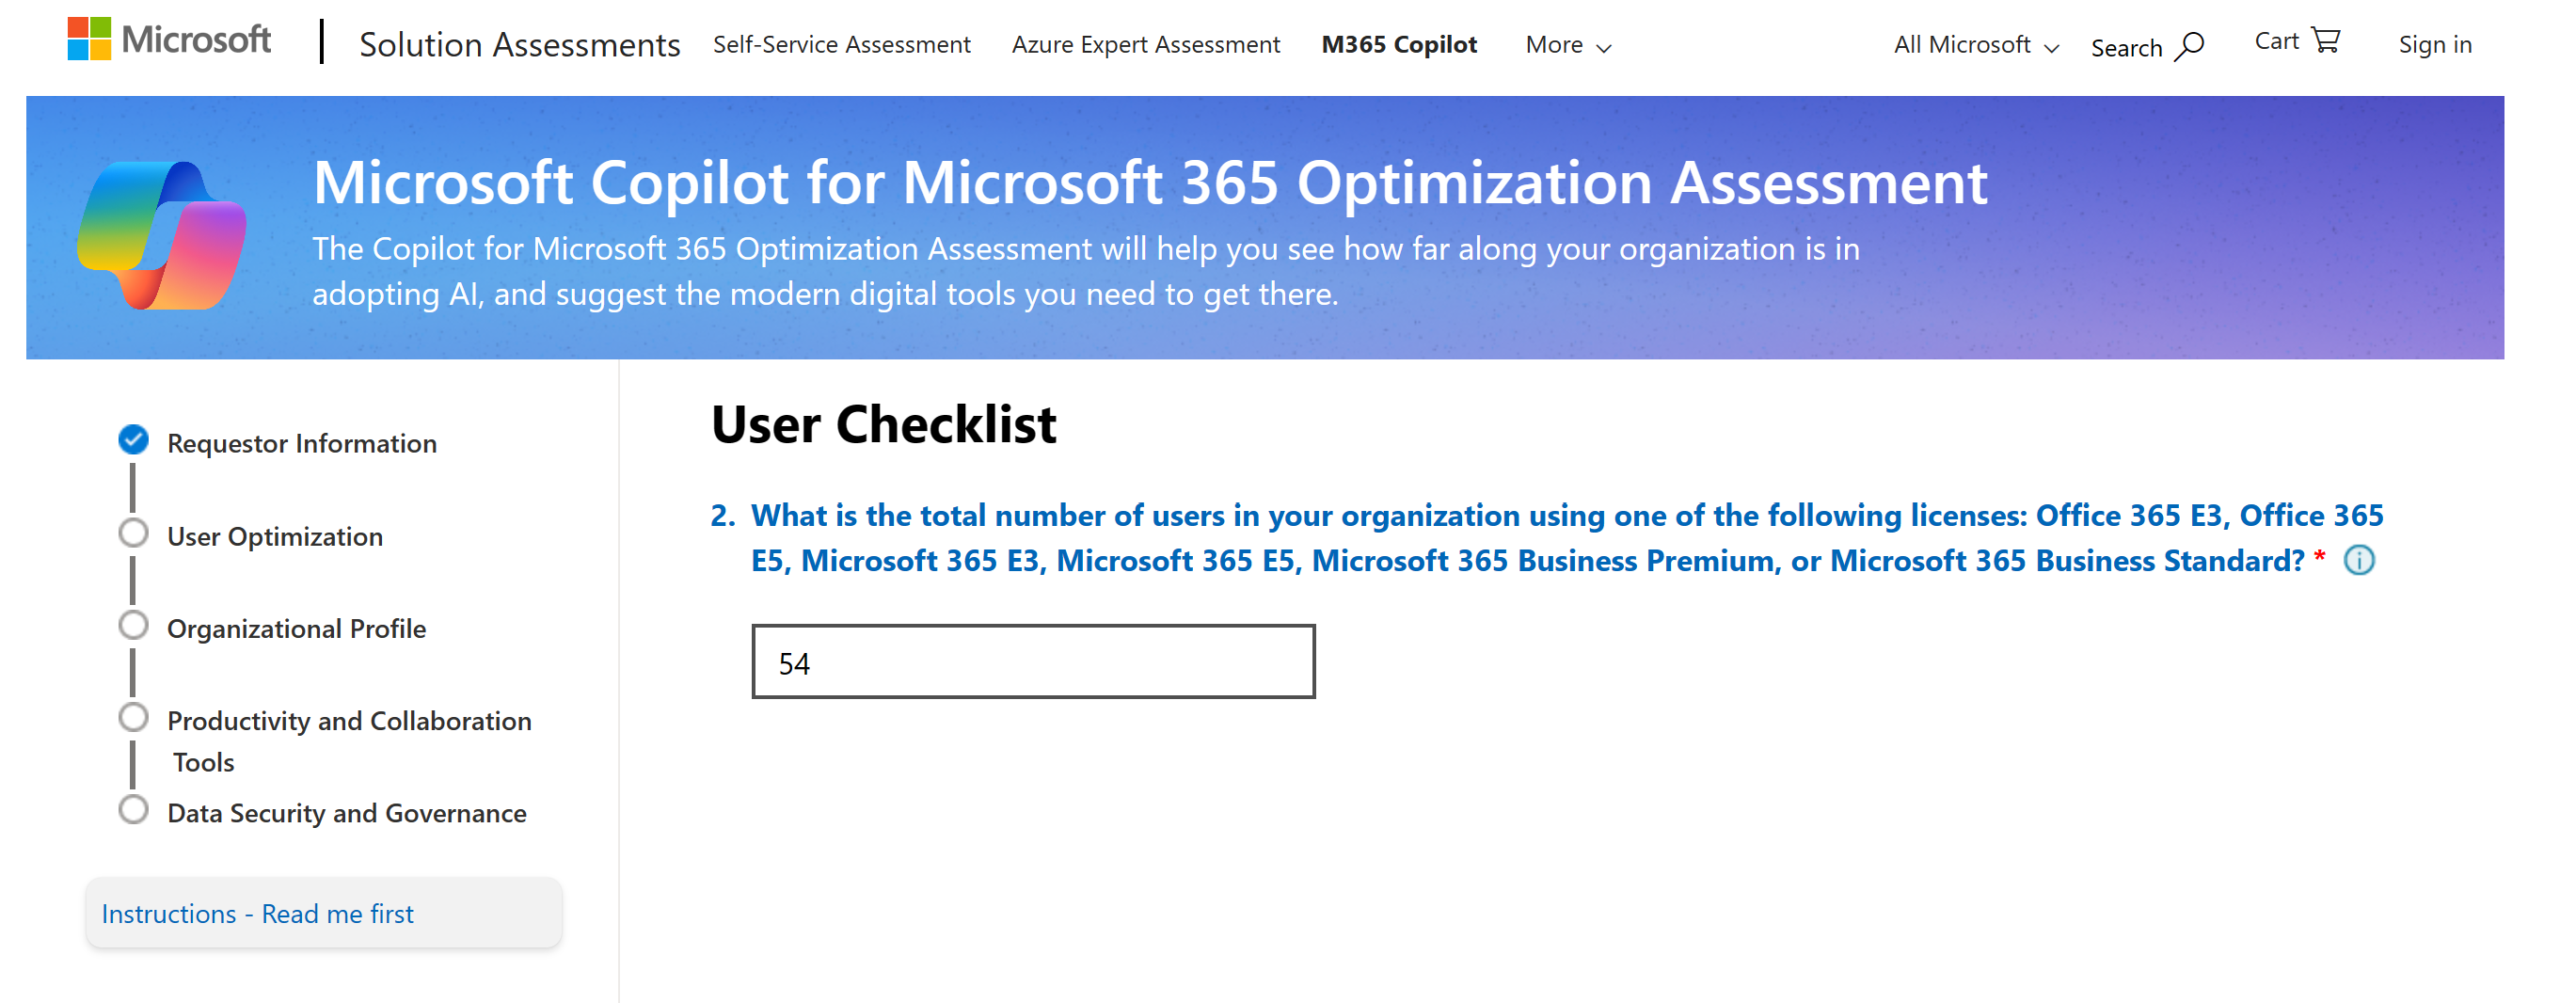 Microsoft
Solution Assessments
Self-Service Assessment
Azure Expert Assessment
M365 Copilot
More
All Microsoft
Search
Cart
Sign in
Microsoft Copilot for Microsoft 365 Optimization Assessment
The Copilot for Microsoft 365 Optimization Assessment will help you see how far along your organization is in
adopting AI, and suggest the modern digital tools you need to get there.
Requestor Information
User Optimization
Organizational Profile
Productivity and Collaboration
Tools
Data Security and Governance
Instructions - Read me first
User Checklist
2. What is the total number of users in your organization using one of the following licenses: Office 365 E3, Office 365
E5, Microsoft 365 E3, Microsoft 365 E5, Microsoft 365 Business Premium, or Microsoft 365 Business Standard? *
54